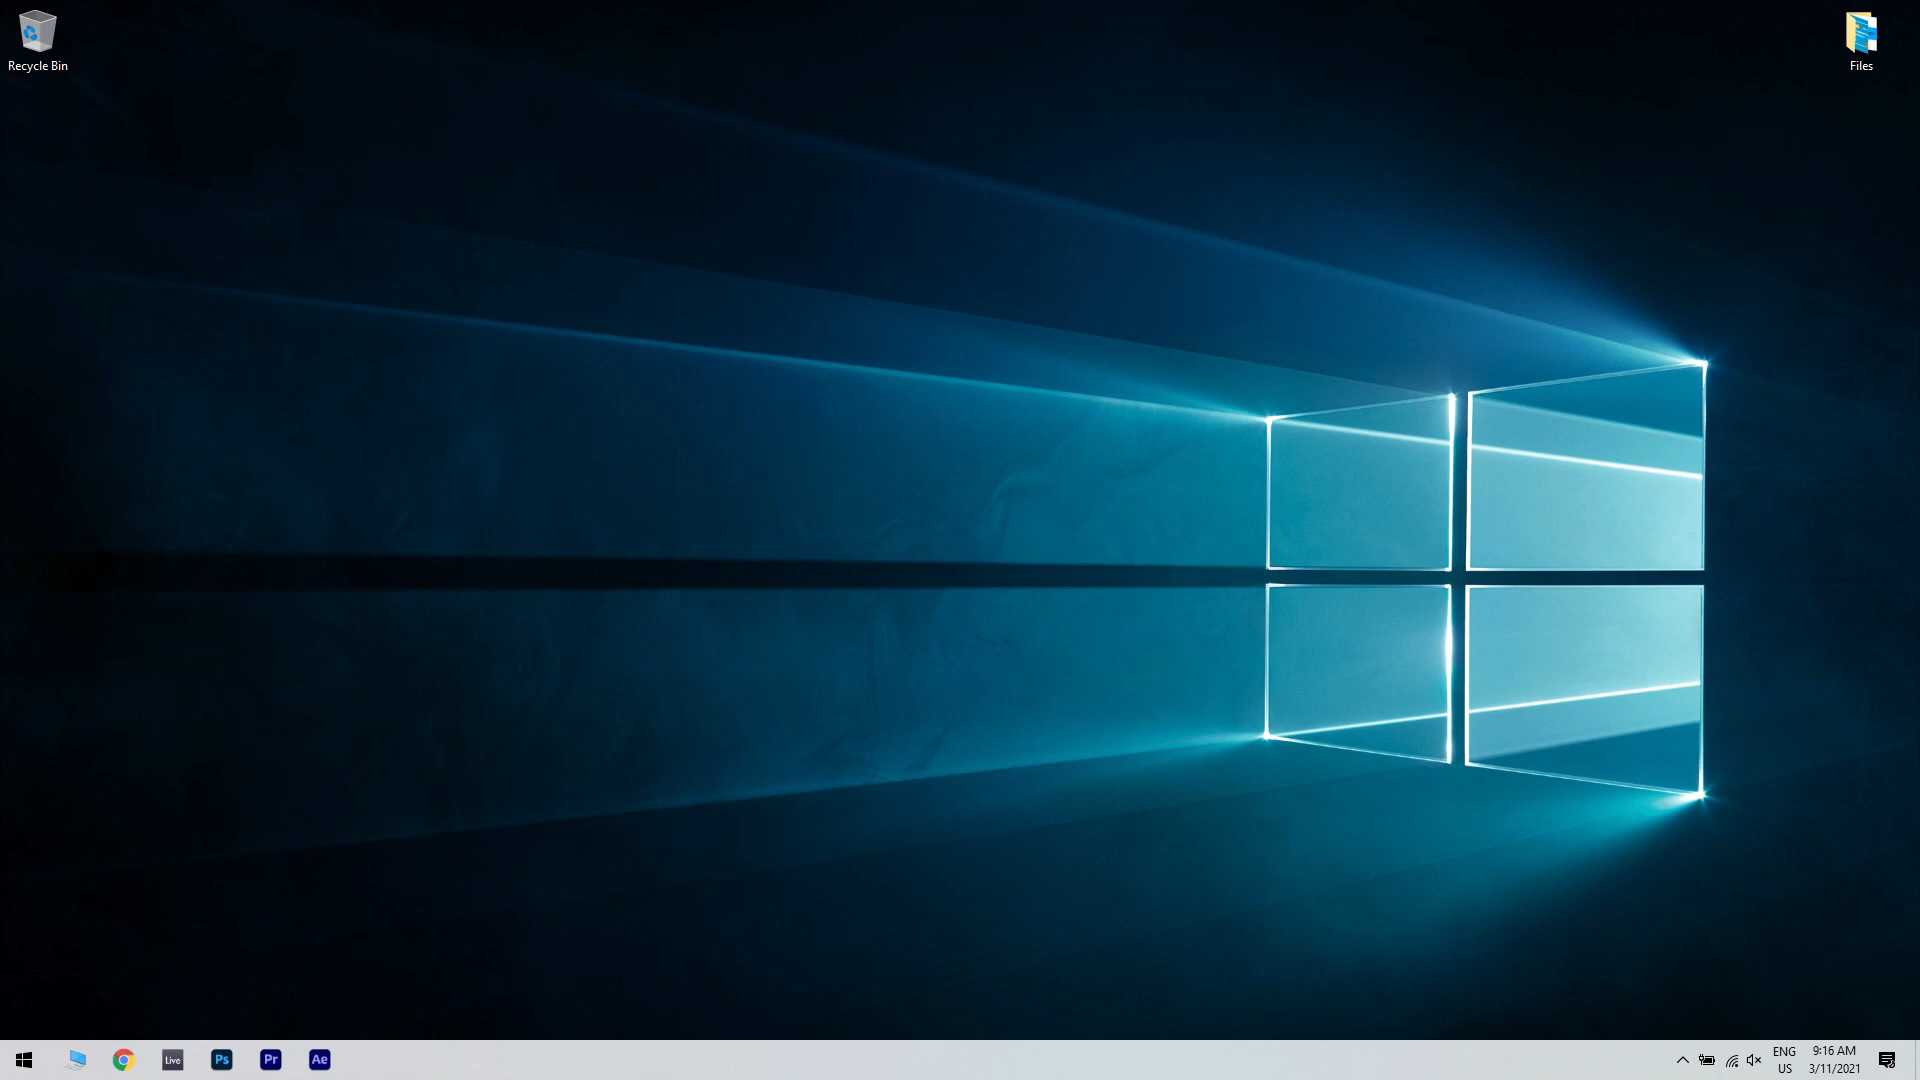 Recycle Bin
Files
Live
Ps
Pr
Ae
ENG
US
9:16 AM
3/11/2021